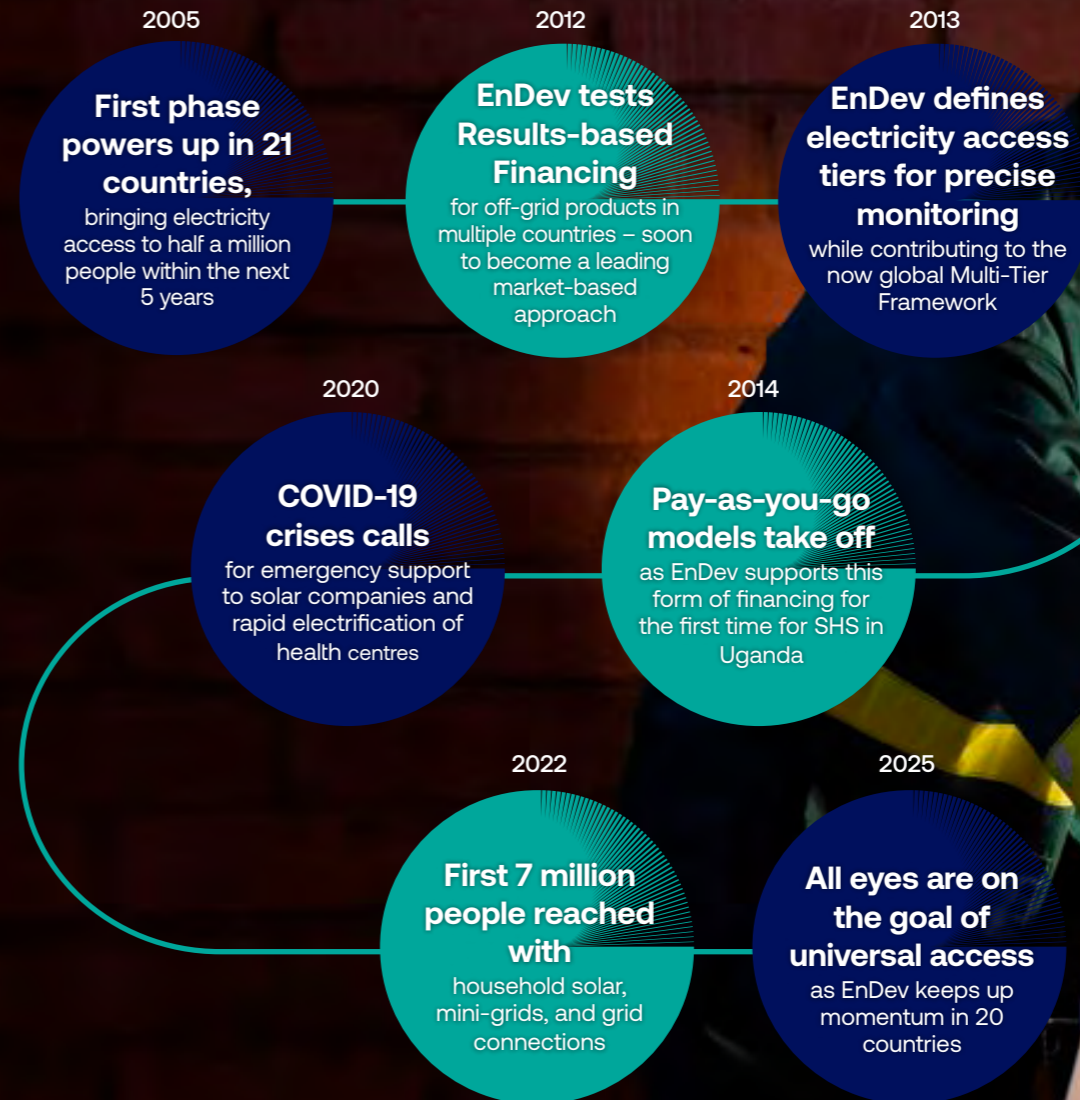 2005
First phase
powers up in 21
countries,
bringing electricity
access to half a million
people within the next
5 years
2012
EnDev tests
Results-based
Financing
for off-grid products in
multiple countries – soon
to become a leading
market-based
approach
2013
EnDev defines
electricity access
tiers for precise
monitoring
while contributing to the
now global Multi-Tier
Framework
2014
Pay-as-you-go
models take off
as EnDev supports this
form of financing for
the first time for SHS in
Uganda
2020
COVID-19
crises calls
for emergency support
to solar companies and
rapid electrification of
health centres
2022
First 7 million
people reached
with
household solar,
mini-grids, and grid
connections
2025
All eyes are on
the goal of
universal access
as EnDev keeps up
momentum in 20
countries